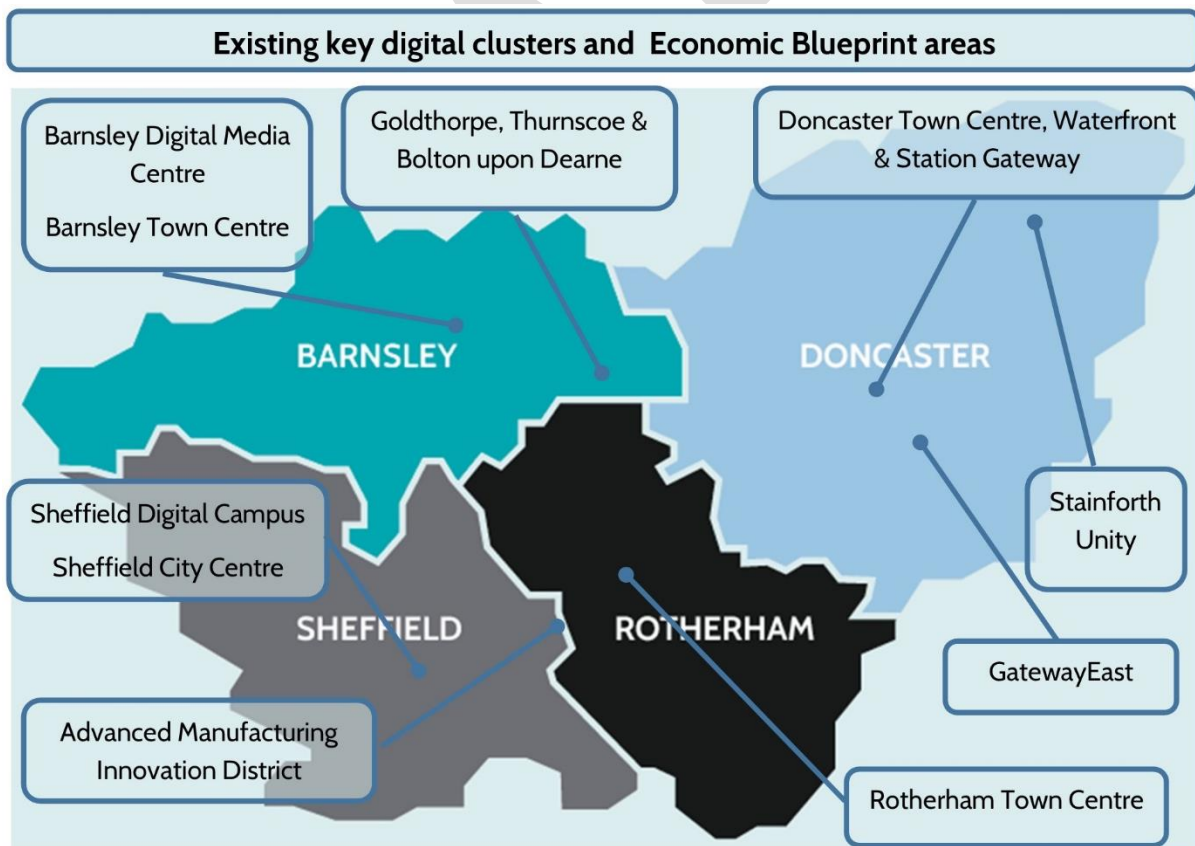 Existing key digital clusters and Economic Blueprint areas
Barnsley Digital Media
Centre
Barnsley Town Centre
Goldthorpe, Thurnscoe &
Bolton upon Dearne
Doncaster Town Centre, Waterfront
& Station Gateway
BARNSLEY
DONCASTER
Sheffield Digital Campus
Sheffield City Centre
Stainforth
Unity
SHEFFIELD
ROTHERHAM
GatewayEast
Advanced Manufacturing
Innovation District
Rotherham Town Centre